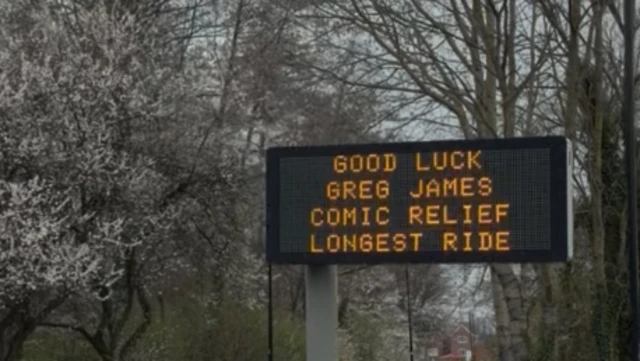 GOOD LUCK
GREG JAMES
COMIC RELIEF
LONGEST RIDE